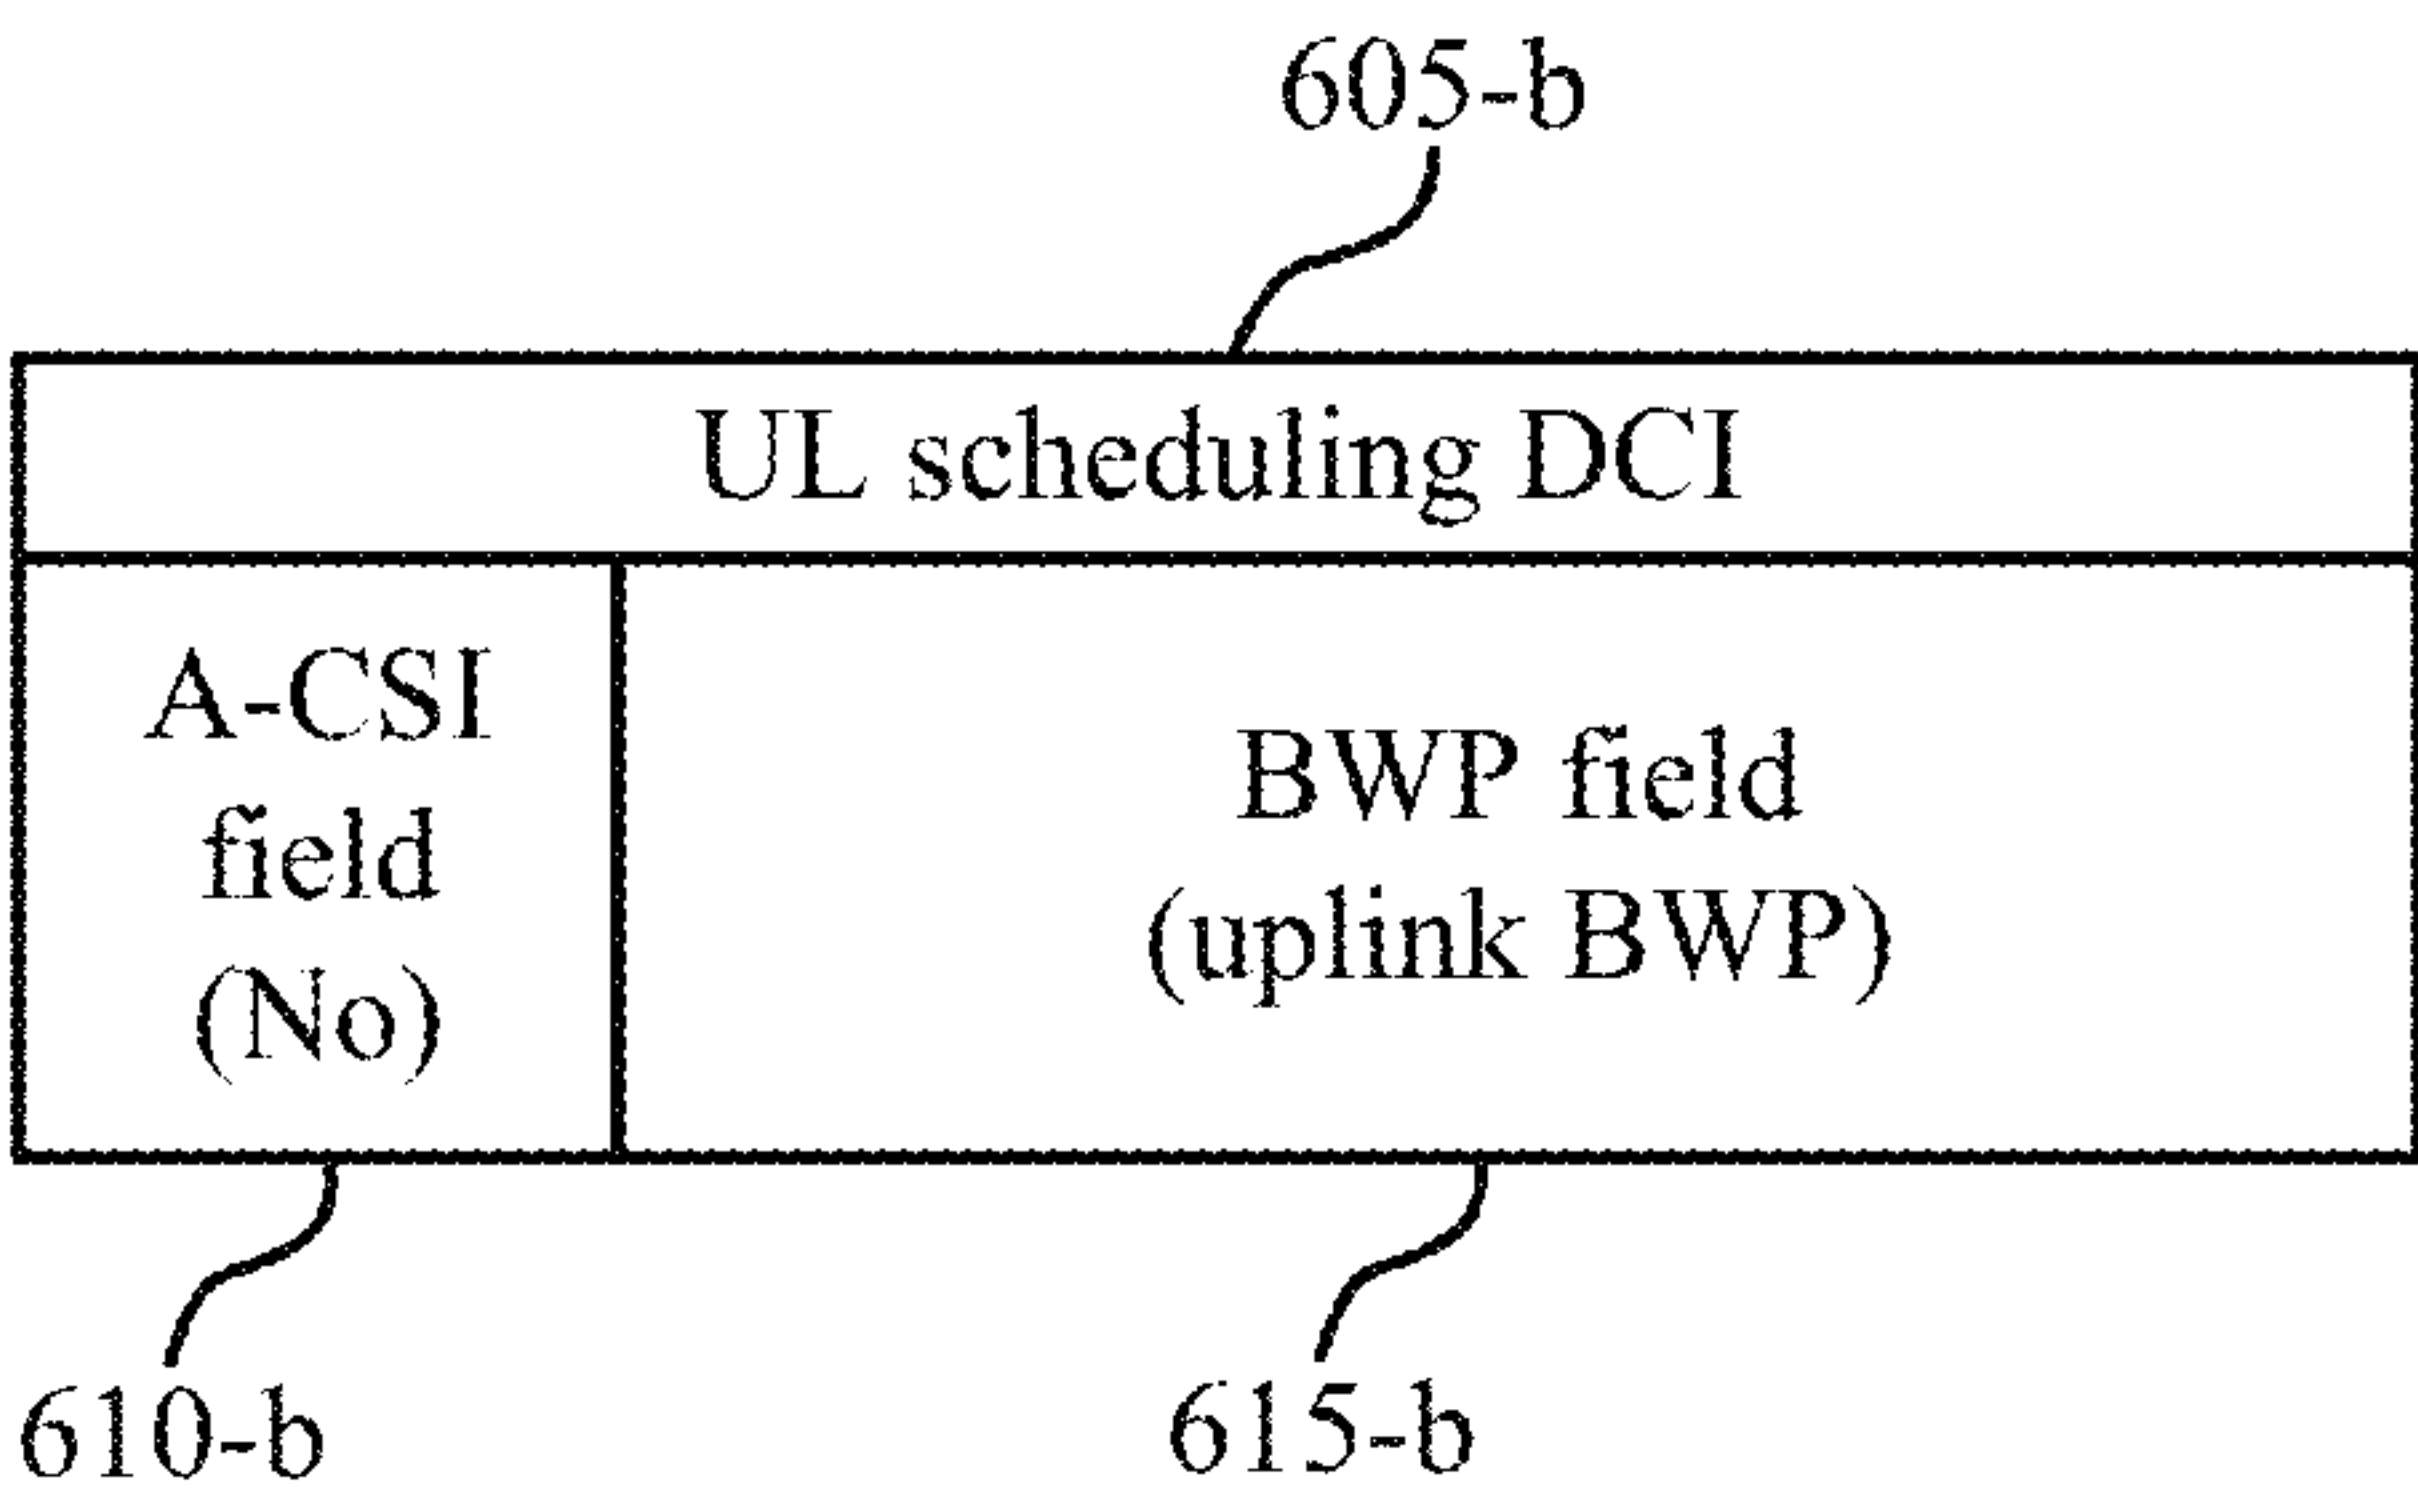 605-b
UL scheduling DCI
A-CSI
field
(No)
BWP field
(uplink BWP)
610-b
615-b